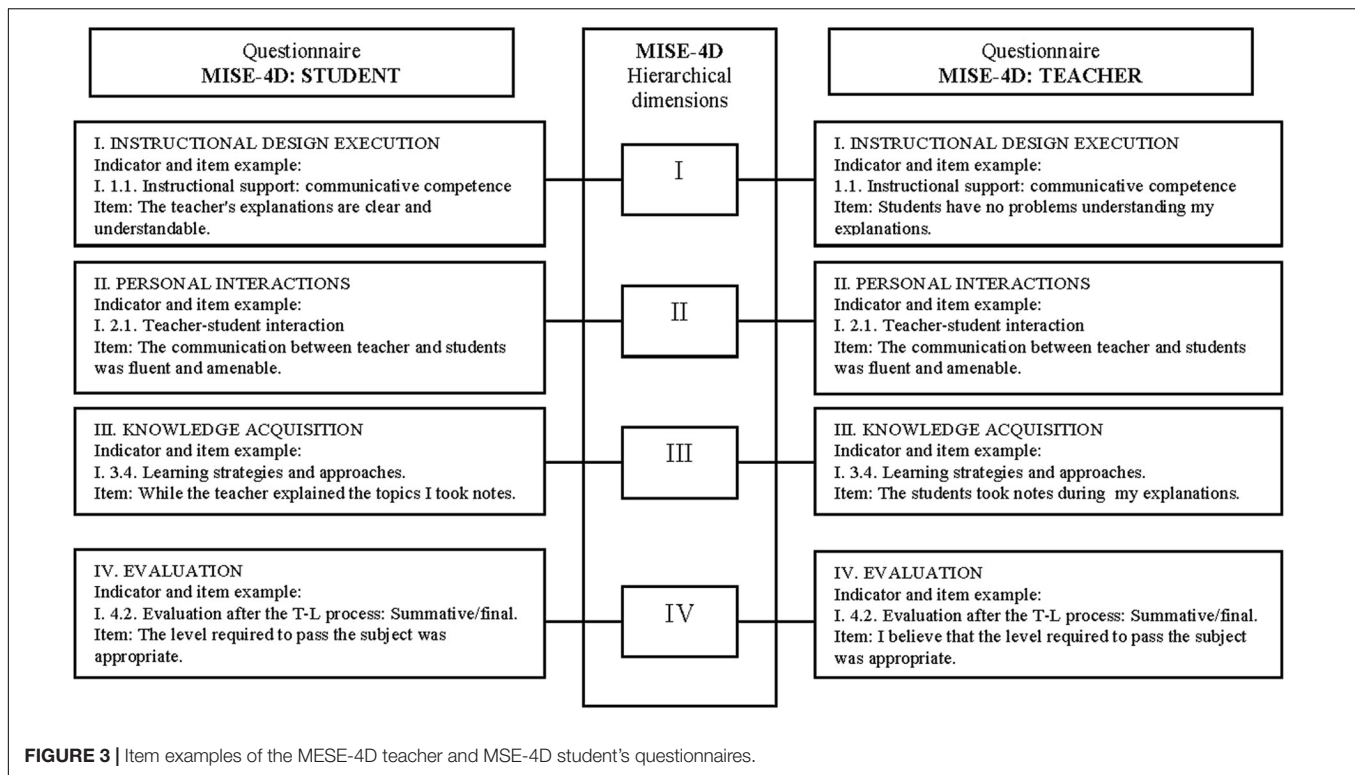 Questionnaire
MISE-4D: STUDENT
MISE-4D
Hierarchical
dimensions
Questionnaire
MISE-4D: TEACHER
I. INSTRUCTIONAL DESIGN EXECUTION
Indicator and item example:
I. 1.1. Instructional support: communicative competence
Item: The teacher's explanations are clear and
understandable.
I
I. INSTRUCTIONAL DESIGN EXECUTION
Indicator and item example:
1.1. Instructional support: communicative competence
Item: Students have no problems understanding my
explanations.
II. PERSONAL INTERACTIONS
Indicator and item example:
I. 2.1. Teacher-student interaction
Item: The communication between teacher and students
was fluent and amenable.
II
II. PERSONAL INTERACTIONS
Indicator and item example:
I. 2.1. Teacher-student interaction
Item: The communication between teacher and students
was fluent and amenable.
III. KNOWLEDGE ACQUISITION
Indicator and item example:
I. 3.4. Learning strategies and approaches.
Item: While the teacher explained the topics I took notes.
III
III. KNOWLEDGE ACQUISITION
Indicator and item example:
I. 3.4. Learning strategies and approaches.
Item: The students took notes during my explanations.
IV. EVALUATION
Indicator and item example:
I. 4.2. Evaluation after the T-L process: Summative/final.
Item: The level required to pass the subject was
appropriate.
IV
IV. EVALUATION
Indicator and item example:
I. 4.2. Evaluation after the T-L process: Summative/final.
Item: I believe that the level required to pass the subject
was appropriate.
FIGURE 3 | Item examples of the MESE-4D teacher and MSE-4D student's questionnaires.